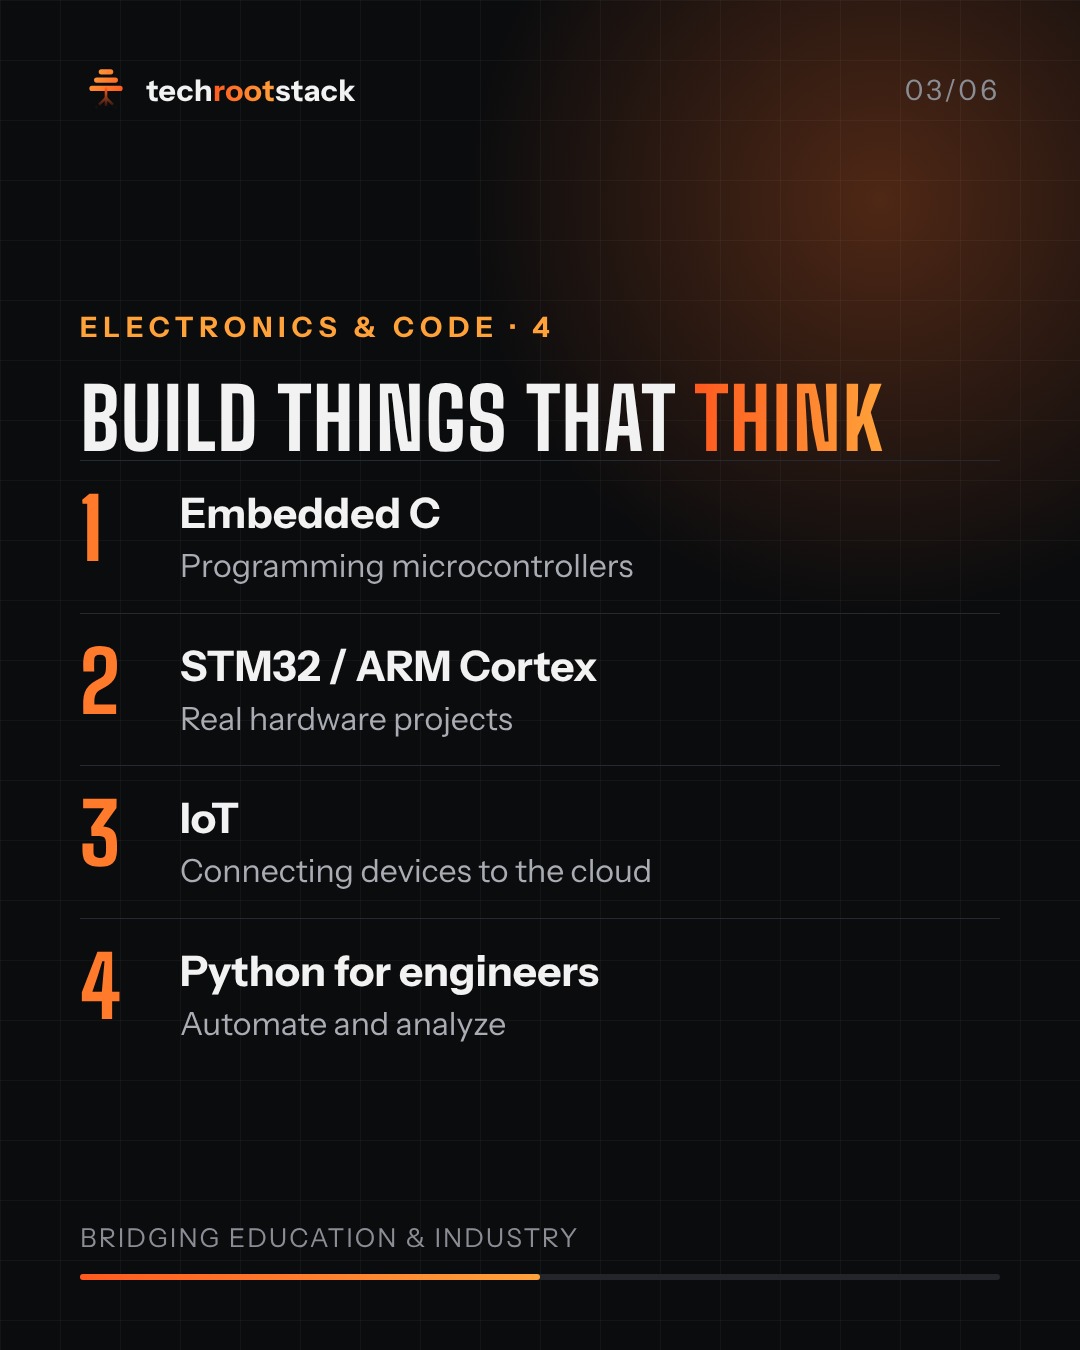 techrootstack
03/06
ELECTRONICS & CODE · 4
BUILD THINGS THAT THINK
1
Embedded C
Programming microcontrollers
2
STM32 / ARM Cortex
Real hardware projects
3
IoT
Connecting devices to the cloud
4
Python for engineers
Automate and analyze
BRIDGING EDUCATION & INDUSTRY